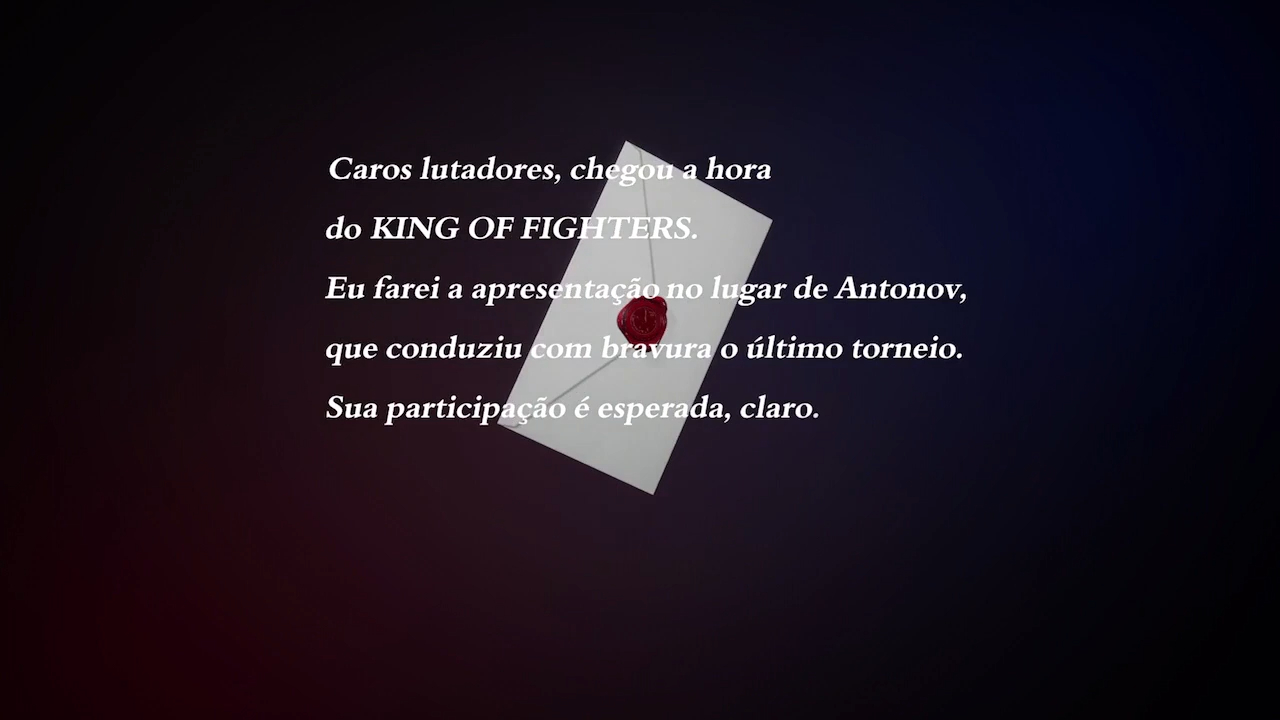 Caros lutadores, chegou a hora
do KING OF FIGHTERS.
Eu farei a apresentação no lugar de Antonov,
que conduziu com bravura o último torneio.
Sua participação é esperada, claro.